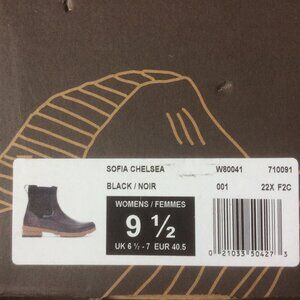 SOFIA CHELSEA W80041 710091
BLACK / NOIR 001 22X F2C
WOMENS / FEMMES
9 ½
UK 6 ½ - 7 EUR 40.5
0 21033 50427 3